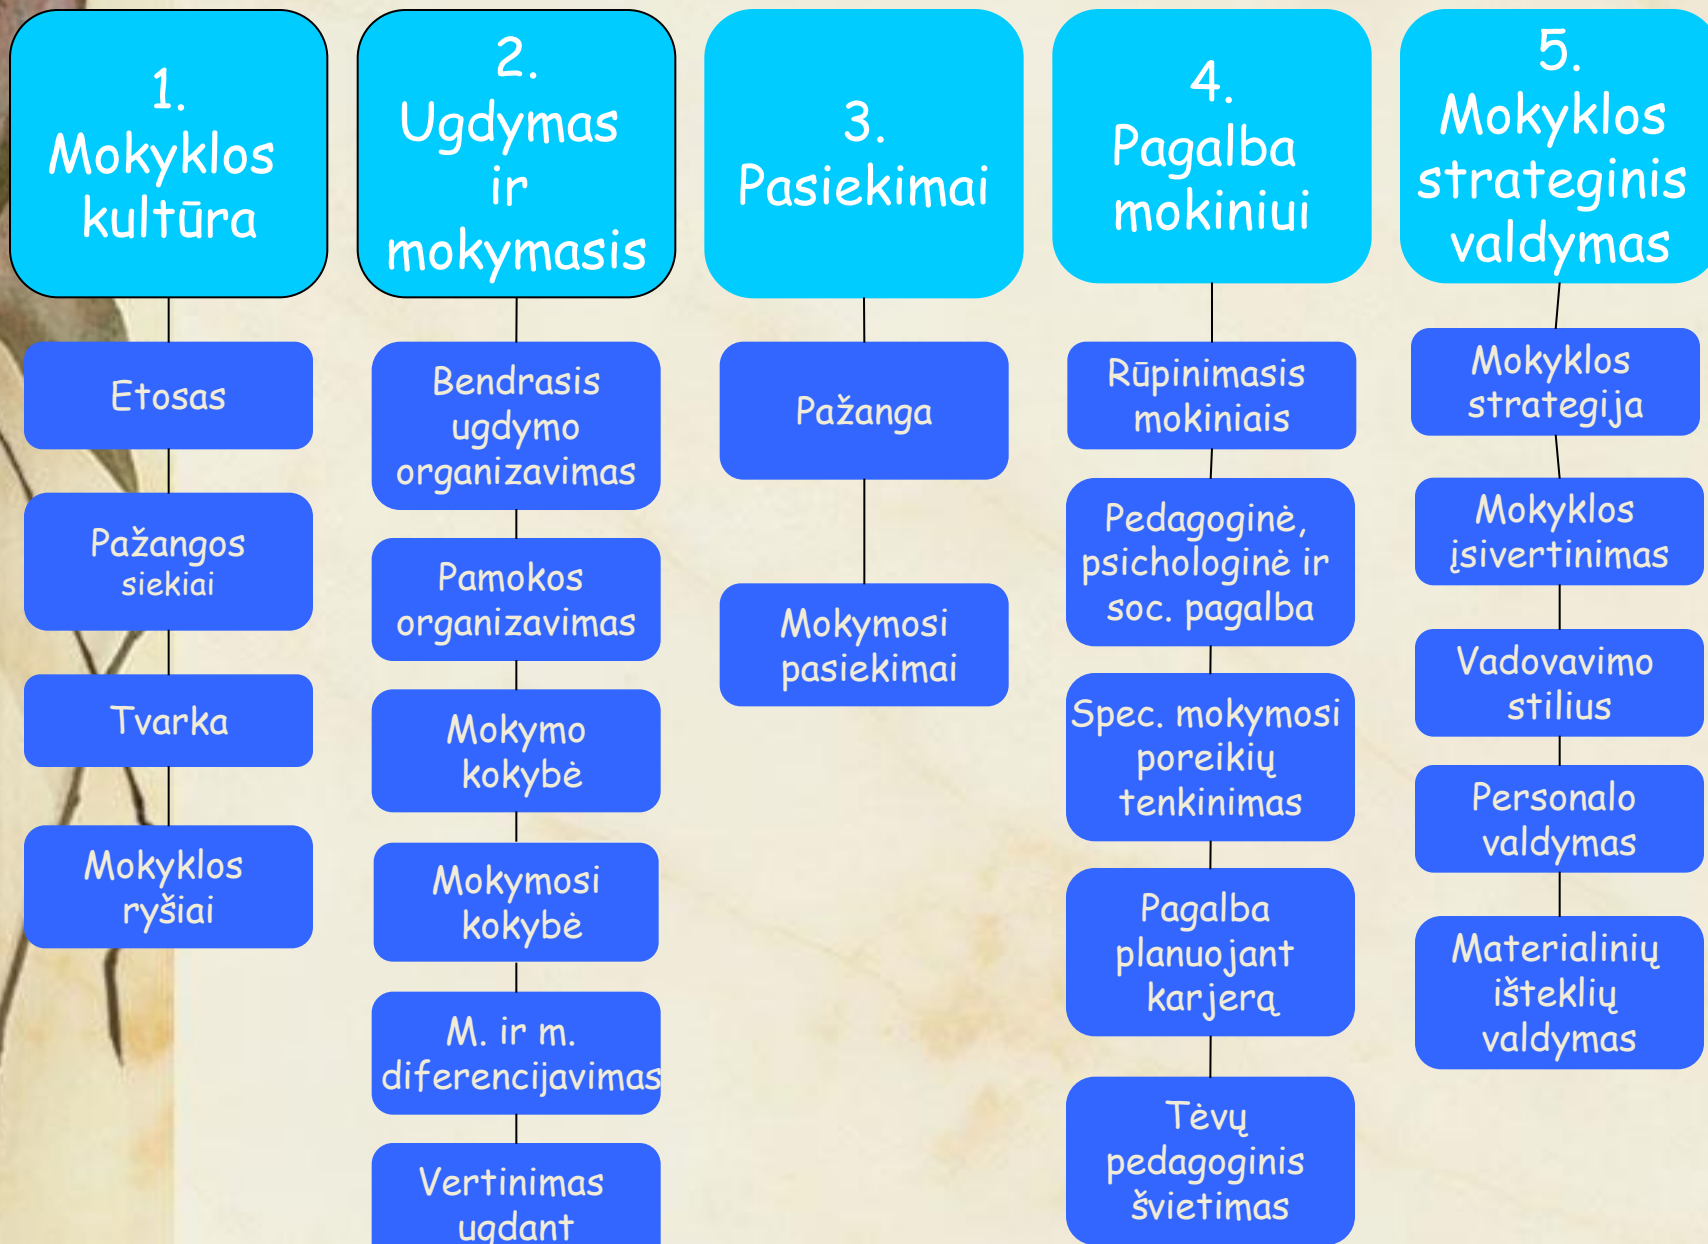 1.
Mokyklos
kultūra
Etosas
Pažangos
siekiai
Tvarka
Mokyklos
ryšiai
2.
Ugdymas
ir
mokymasis
Bendrasis
ugdymo
organizavimas
Pamokos
organizavimas
Mokymo
kokybė
Mokymosi
kokybė
M. ir m.
diferencijavimas
Vertinimas
ugdant
3.
Pasiekimai
Pažanga
Mokymosi
pasiekimai
4.
Pagalba
mokiniui
Rūpinimasis
mokiniais
Pedagoginė,
psichologinė ir
soc. pagalba
Spec. mokymosi
poreikių
tenkinimas
Pagalba
planuojant
karjerą
Tėvų
pedagoginis
švietimas
5.
Mokyklos
strateginis
valdymas
Mokyklos
strategija
Mokyklos
įsivertinimas
Vadovavimo
stilius
Personalo
valdymas
Materialinių
išteklių
valdymas